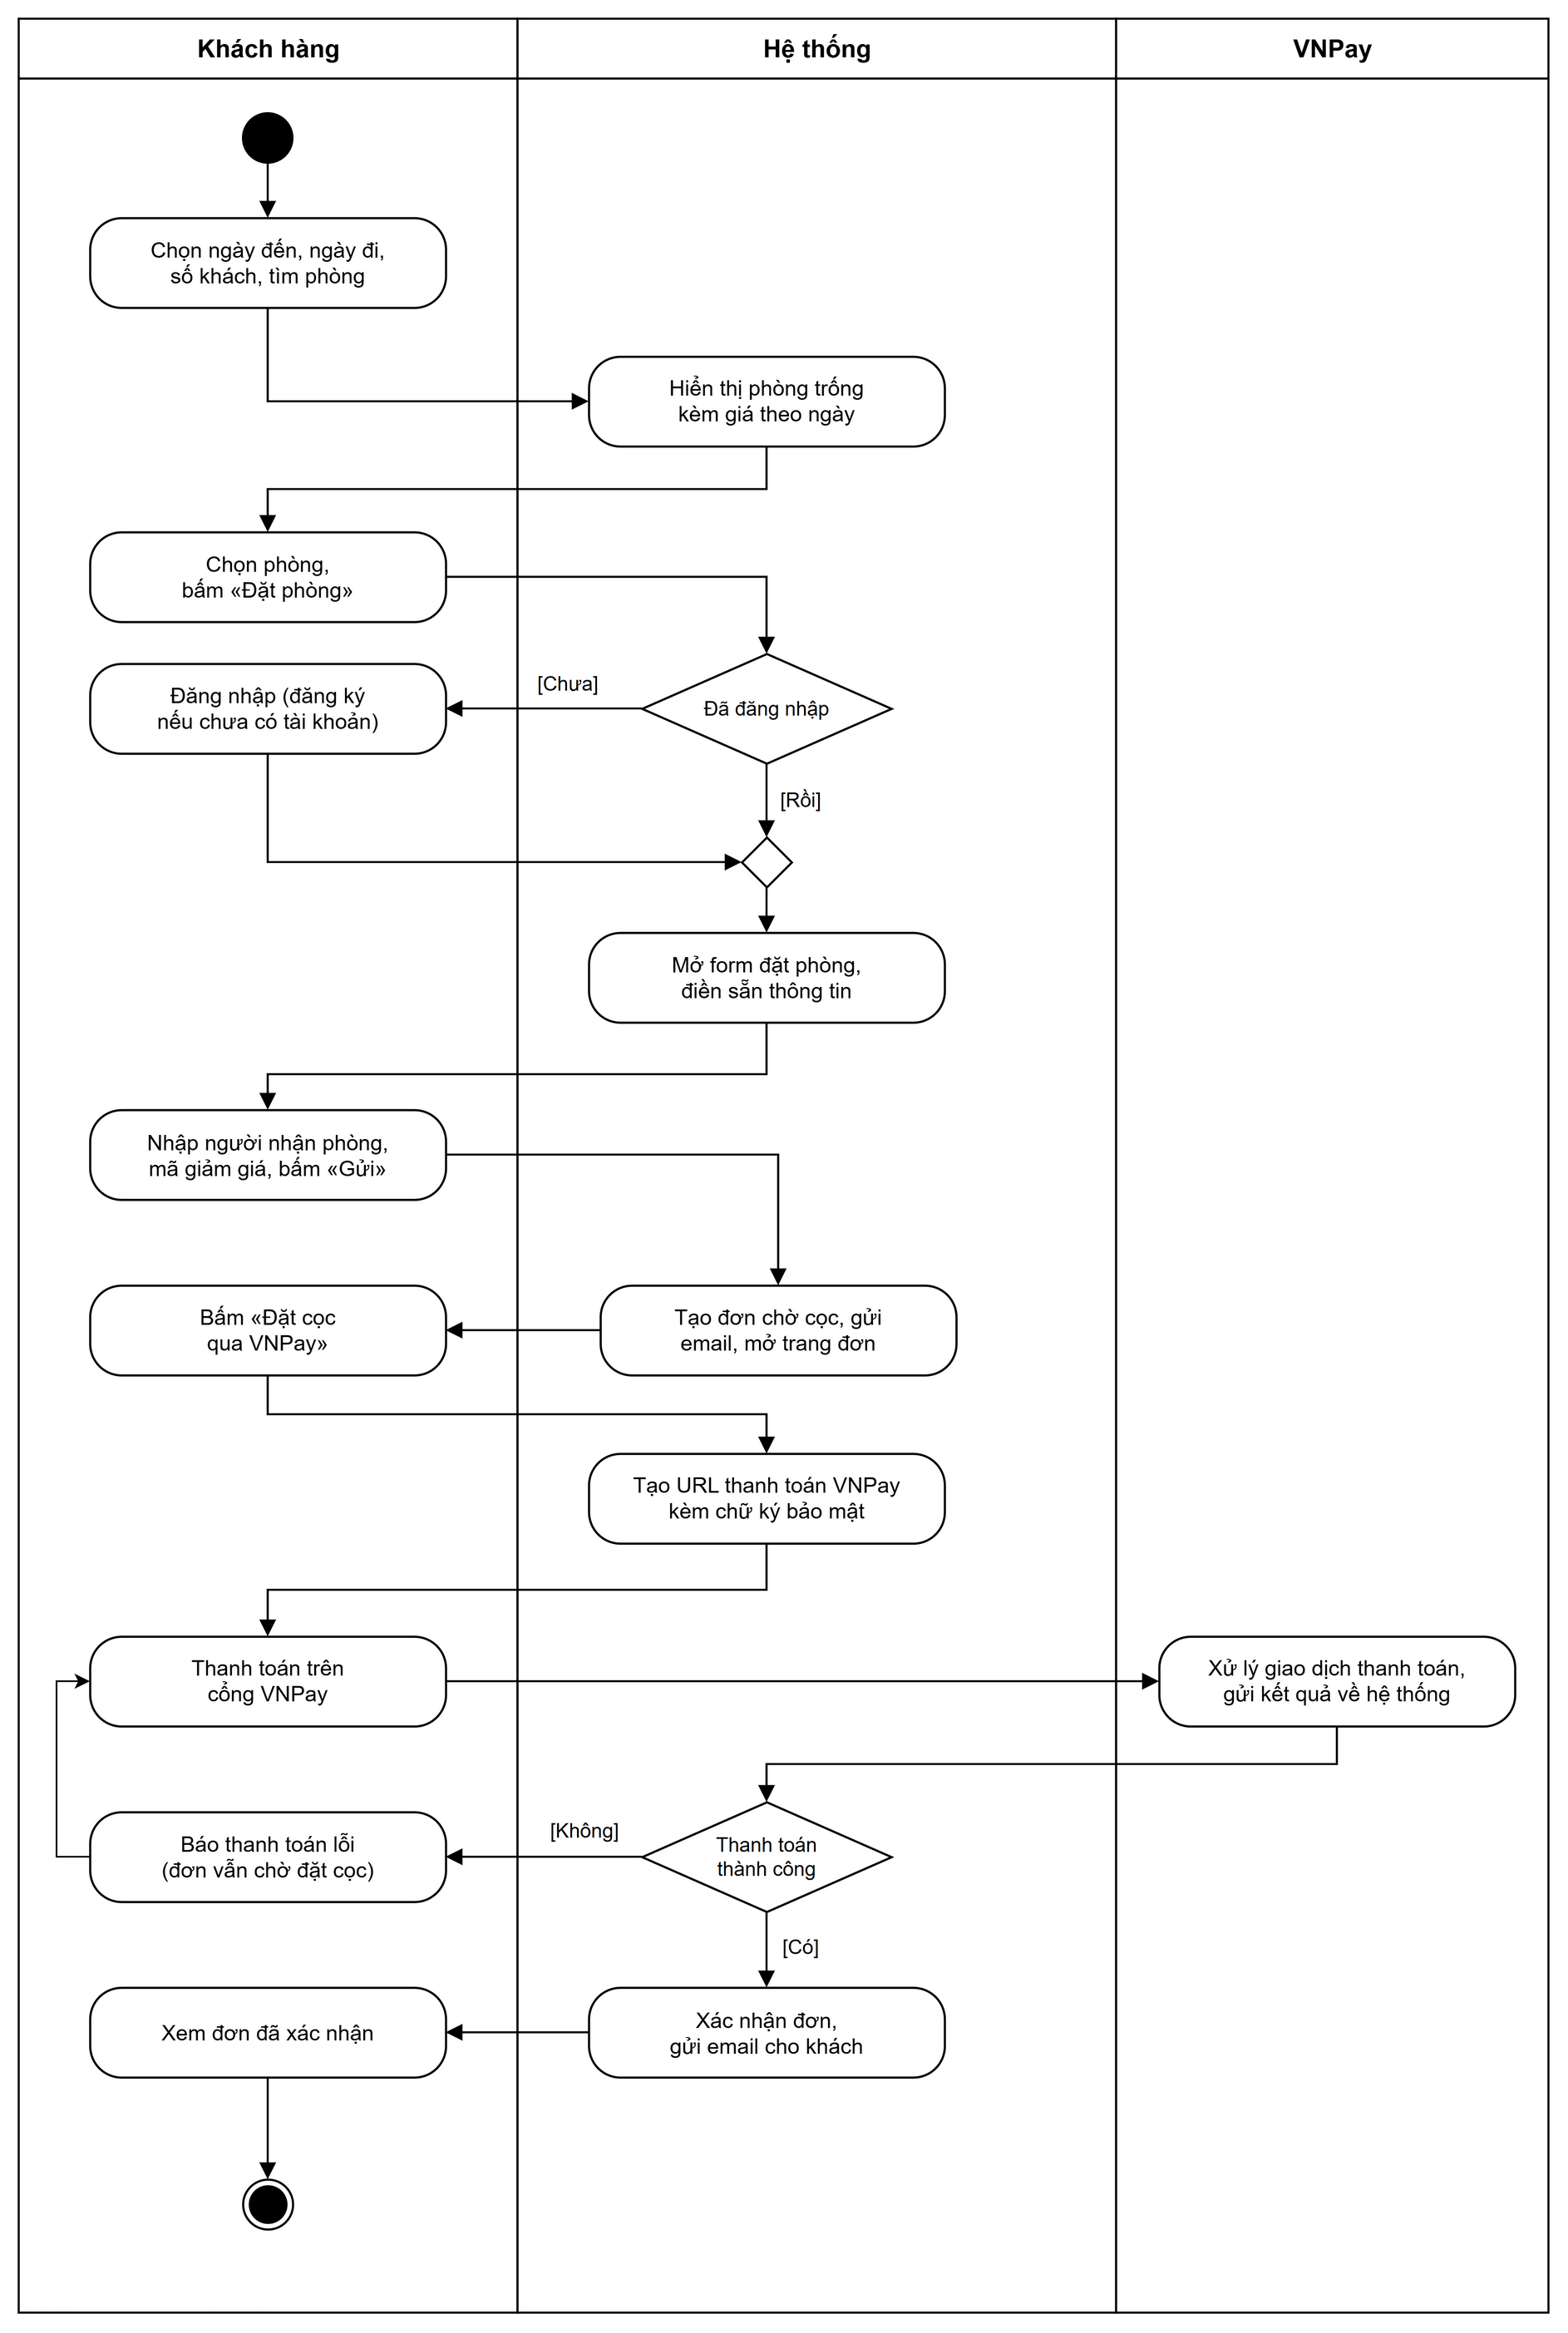 Khách hàng
Hệ thống
VNPay
Chọn ngày đến, ngày đi,
số khách, tìm phòng
Hiển thị phòng trống
kèm giá theo ngày
Chọn phòng,
bấm «Đặt phòng»
Đăng nhập (đăng ký
nếu chưa có tài khoản)
[Chưa]
Đã đăng nhập
[Rồi]
Mở form đặt phòng,
điền sẵn thông tin
Nhập người nhận phòng,
mã giảm giá, bấm «Gửi»
Bấm «Đặt cọc
qua VNPay»
Tạo đơn chờ cọc, gửi
email, mở trang đơn
Tạo URL thanh toán VNPay
kèm chữ ký bảo mật
Thanh toán trên
cổng VNPay
Xử lý giao dịch thanh toán,
gửi kết quả về hệ thống
Báo thanh toán lỗi
(đơn vẫn chờ đặt cọc)
[Không]
Thanh toán
thành công
[Có]
Xem đơn đã xác nhận
Xác nhận đơn,
gửi email cho khách